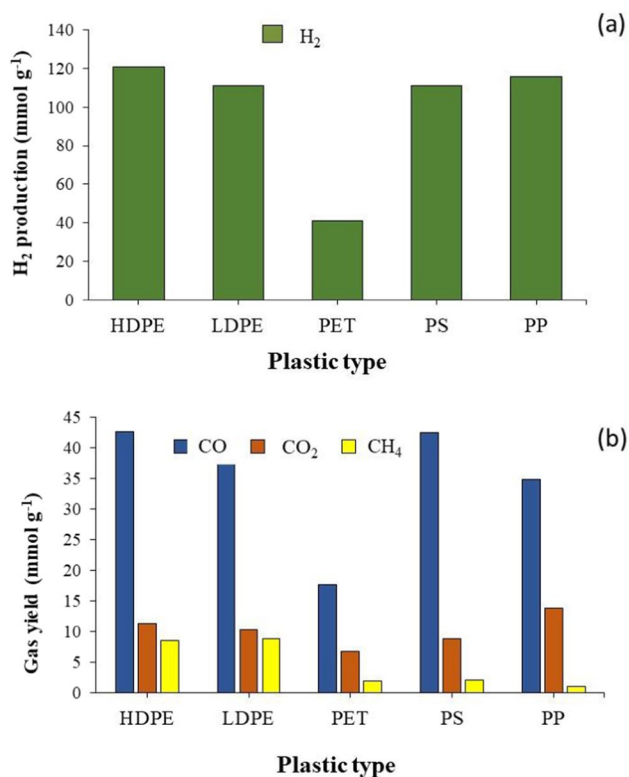 (a)
H₂
H₂ production (mmol g⁻¹)
140
120
100
80
60
40
20
0
HDPE LDPE PET PS PP
Plastic type
(b)
CO CO₂ CH₄
Gas yield (mmol g⁻¹)
45
40
35
30
25
20
15
10
5
0
HDPE LDPE PET PS PP
Plastic type